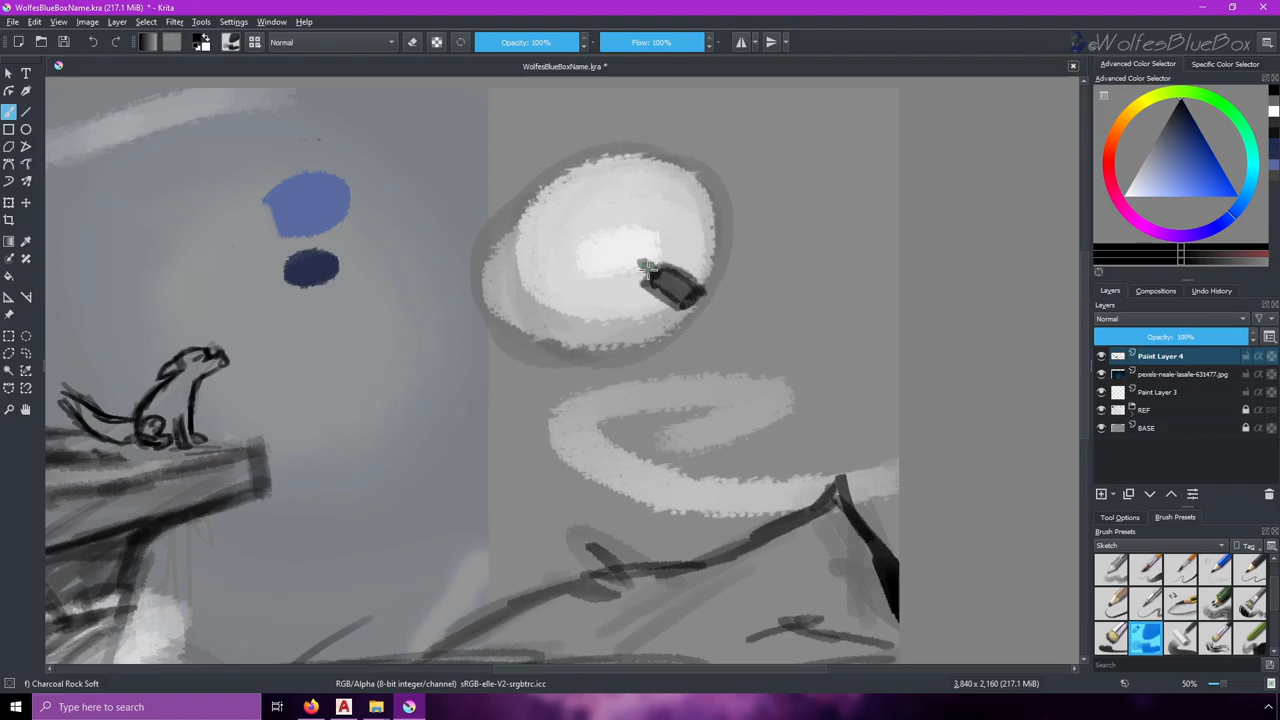 WolfesBlueBoxName.kra (217.1 MiB) * - Krita
File Edit View Image Layer Select Filter Tools Settings Window Help
Normal
Opacity: 100%
Flow: 100%
@WolfesBlueBox
WolfesBlueBoxName.kra *
Advanced Color Selector
Specific Color Selector
Advanced Color Selector
Layers
Compositions
Undo History
Layers
Normal
Opacity: 100%
Paint Layer 4
pexels-neale-lasalle-631477.jpg
Paint Layer 3
REF
BASE
Tool Options
Brush Presets
Brush Presets
Sketch
Tag
Search
f) Charcoal Rock Soft
RGB/Alpha (8-bit integer/channel) sRGB-elle-V2-srgbtrc.icc
3,840 x 2,160 (217.1 MiB)
50%
Type here to search